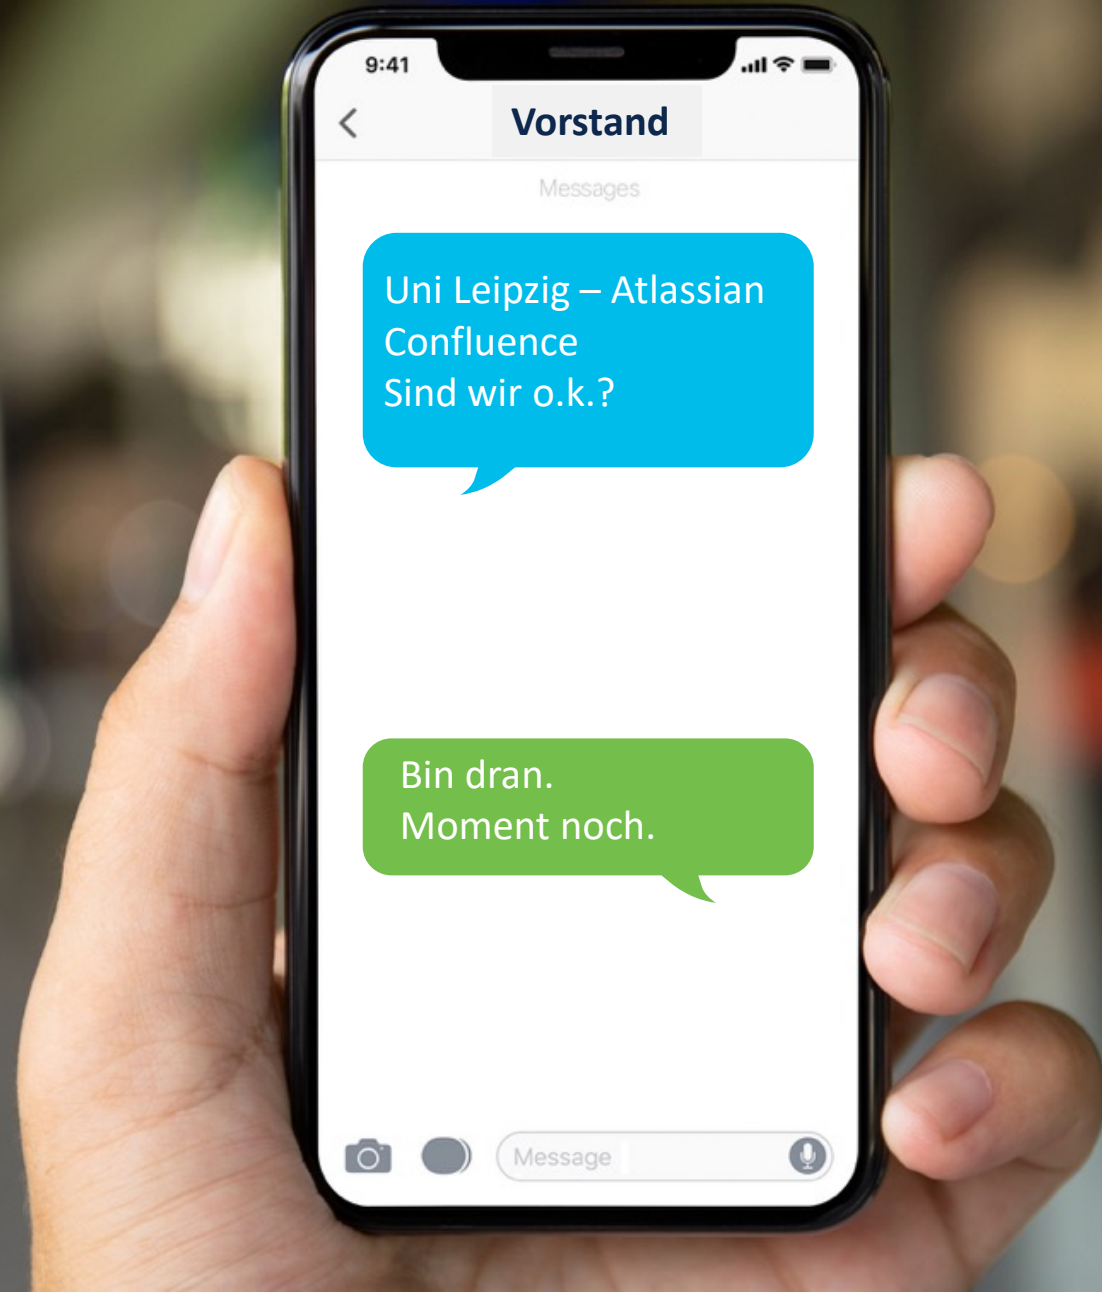 9:41
Vorstand
Messages
Uni Leipzig – Atlassian
Confluence
Sind wir o.k.?
Bin dran.
Moment noch.
Message